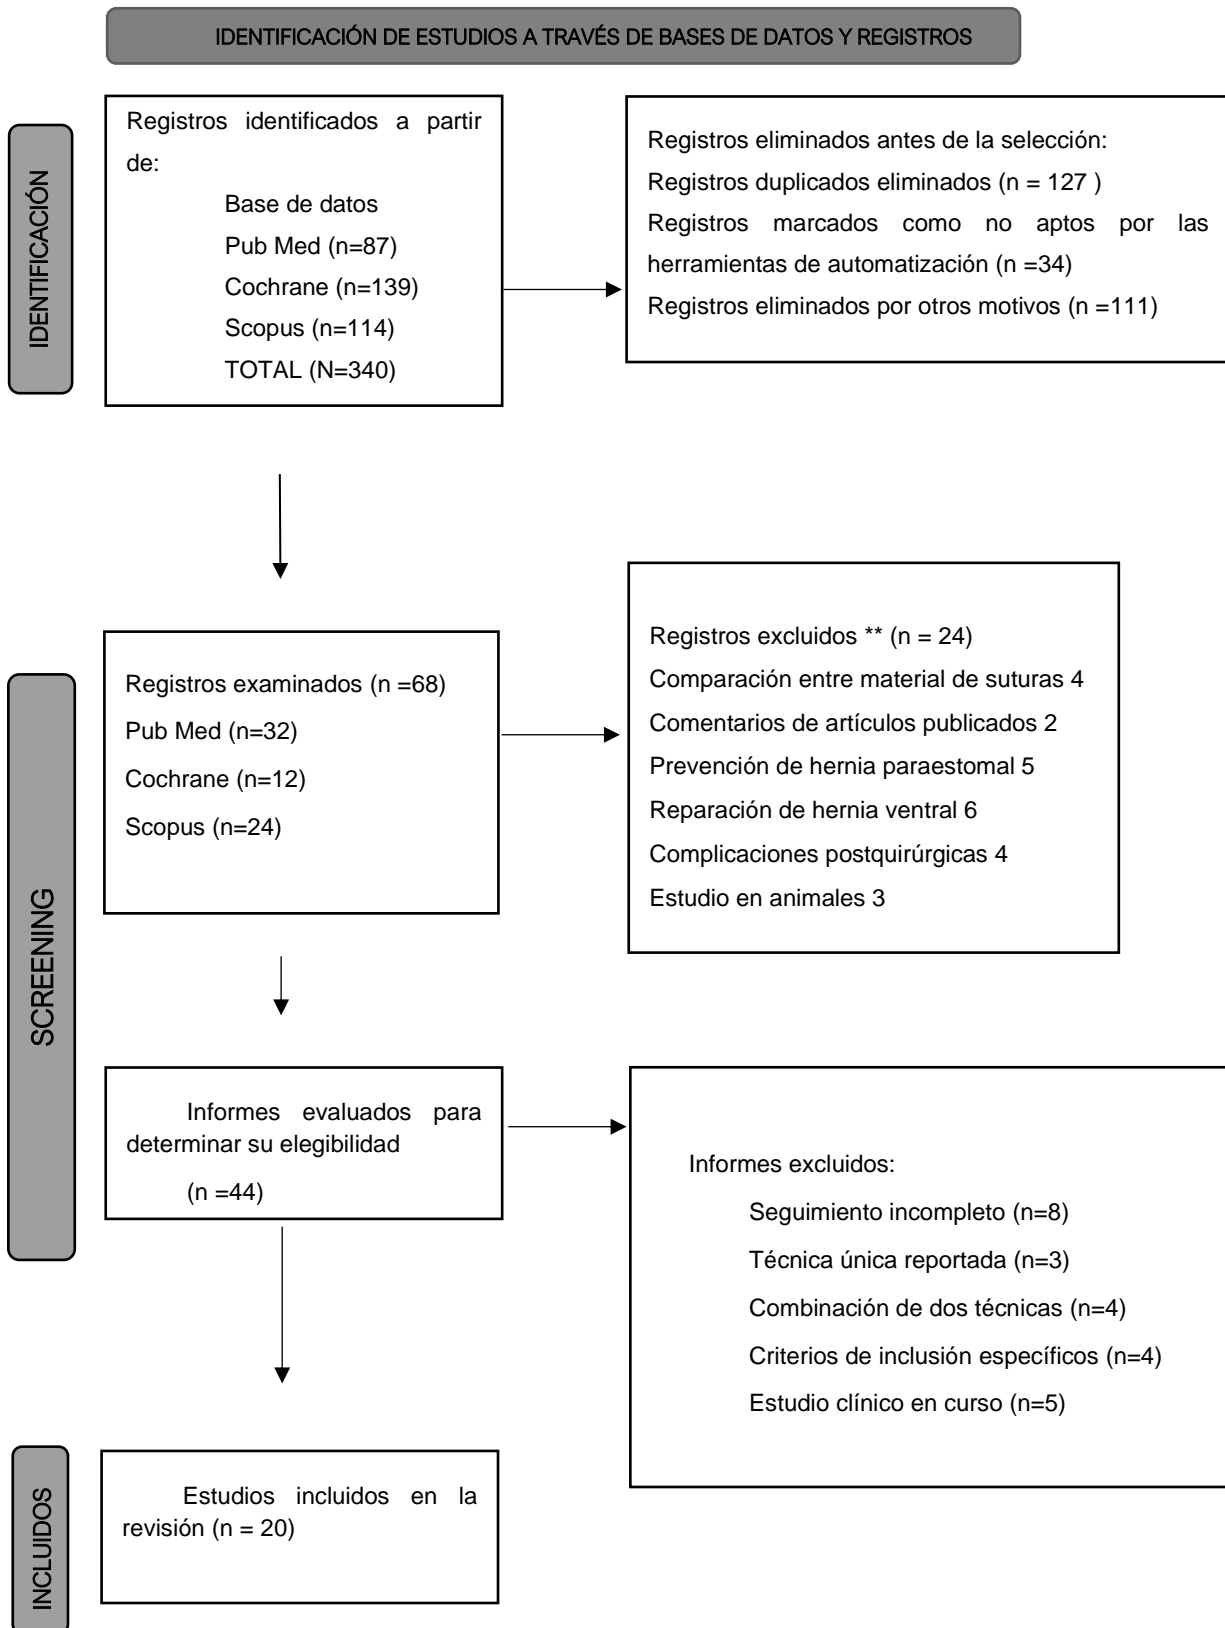 IDENTIFICACIÓN DE ESTUDIOS A TRAVÉS DE BASES DE DATOS Y REGISTROS
IDENTIFICACIÓN
Registros identificados a partir
de:
Base de datos
Pub Med (n=87)
Cochrane (n=139)
Scopus (n=114)
TOTAL (N=340)
Registros eliminados antes de la selección:
Registros duplicados eliminados (n = 127 )
Registros marcados como no aptos por las
herramientas de automatización (n =34)
Registros eliminados por otros motivos (n =111)
SCREENING
Registros examinados (n =68)
Pub Med (n=32)
Cochrane (n=12)
Scopus (n=24)
Registros excluidos ** (n = 24)
Comparación entre material de suturas 4
Comentarios de artículos publicados 2
Prevención de hernia paraestomal 5
Reparación de hernia ventral 6
Complicaciones postquirúrgicas 4
Estudio en animales 3
Informes evaluados para
determinar su elegibilidad
(n =44)
Informes excluidos:
Seguimiento incompleto (n=8)
Técnica única reportada (n=3)
Combinación de dos técnicas (n=4)
Criterios de inclusión específicos (n=4)
Estudio clínico en curso (n=5)
INCLUIDOS
Estudios incluidos en la
revisión (n = 20)